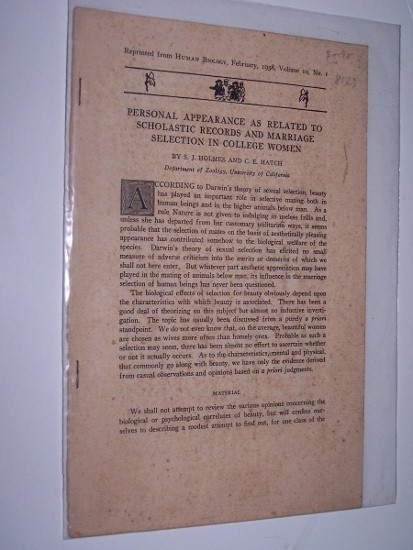 Reprinted from HUMAN BIOLOGY, February, 1938, Volume 10, No. 1
PERSONAL APPEARANCE AS RELATED TO
SCHOLASTIC RECORDS AND MARRIAGE
SELECTION IN COLLEGE WOMEN
BY S. J. HOLMES AND C. E. HATCH
Department of Zoology, University of California
ACCORDING to Darwin's theory of sexual selection, beauty
has played an important role in selective mating both in
human beings and in the higher animals below man. As a
rule Nature is not given to indulging in useless frills and,
unless she has departed from her customary utilitarian ways, it seems
probable that the selection of mates on the basis of aesthetically pleasing
appearance has contributed somehow to the biological welfare of the
species. Darwin's theory of sexual selection has elicited no small
measure of adverse criticism into the merits or demerits of which we
shall not here enter. But whatever part aesthetic appreciation may have
played in the mating of animals below man, its influence in the marriage
selection of human beings has never been questioned.
The biological effects of selection for beauty obviously depend upon
the characteristics with which beauty is associated. There has been a
good deal of theorizing on this subject but almost no inductive investi-
gation. The topic has usually been discussed from a purely a priori
standpoint. We do not even know that, on the average, beautiful women
are chosen as wives more often than homely ones. Probable as such a
selection may seem, there has been almost no effort to ascertain whether
or not it actually occurs. As to the characteristics, mental and physical,
that commonly go along with beauty, we have only the evidence derived
from casual observations and opinions based on a priori judgments.
MATERIAL
We shall not attempt to review the various opinions concerning the
biological or psychological correlates of beauty, but will confine our-
selves to describing a modest attempt to find out, for one class of the